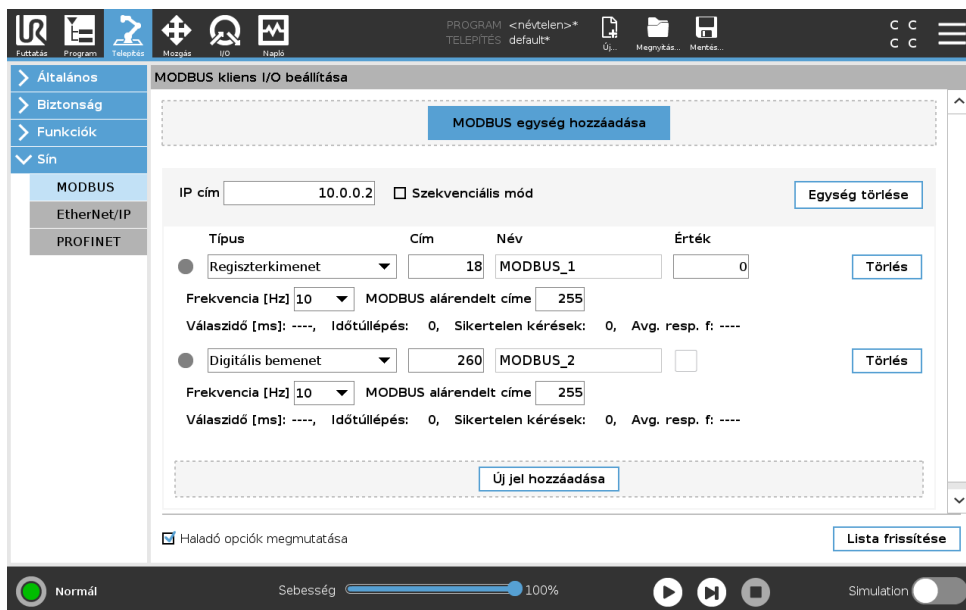 PROGRAM <névtelen>*
TELEPÍTÉS default*
Futtatás Program Telepítés Mozgás I/O Napló Új... Megnyitás... Mentés...
C C
C C
Általános
Biztonság
Funkciók
Sín
MODBUS
EtherNet/IP
PROFINET
MODBUS kliens I/O beállítása
MODBUS egység hozzáadása
IP cím 10.0.0.2 Szekvenciális mód Egység törlése
Típus Cím Név Érték
Regiszterkimenet 18 MODBUS_1 0 Törlés
Frekvencia [Hz] 10 MODBUS alárendelt címe 255
Válaszidő [ms]: ----, Időtúllépés: 0, Sikertelen kérések: 0, Avg. resp. f: ----
Digitális bemenet 260 MODBUS_2 Törlés
Frekvencia [Hz] 10 MODBUS alárendelt címe 255
Válaszidő [ms]: ----, Időtúllépés: 0, Sikertelen kérések: 0, Avg. resp. f: ----
Új jel hozzáadása
Haladó opciók megmutatása Lista frissítése
Normál Sebesség 100% Simulation